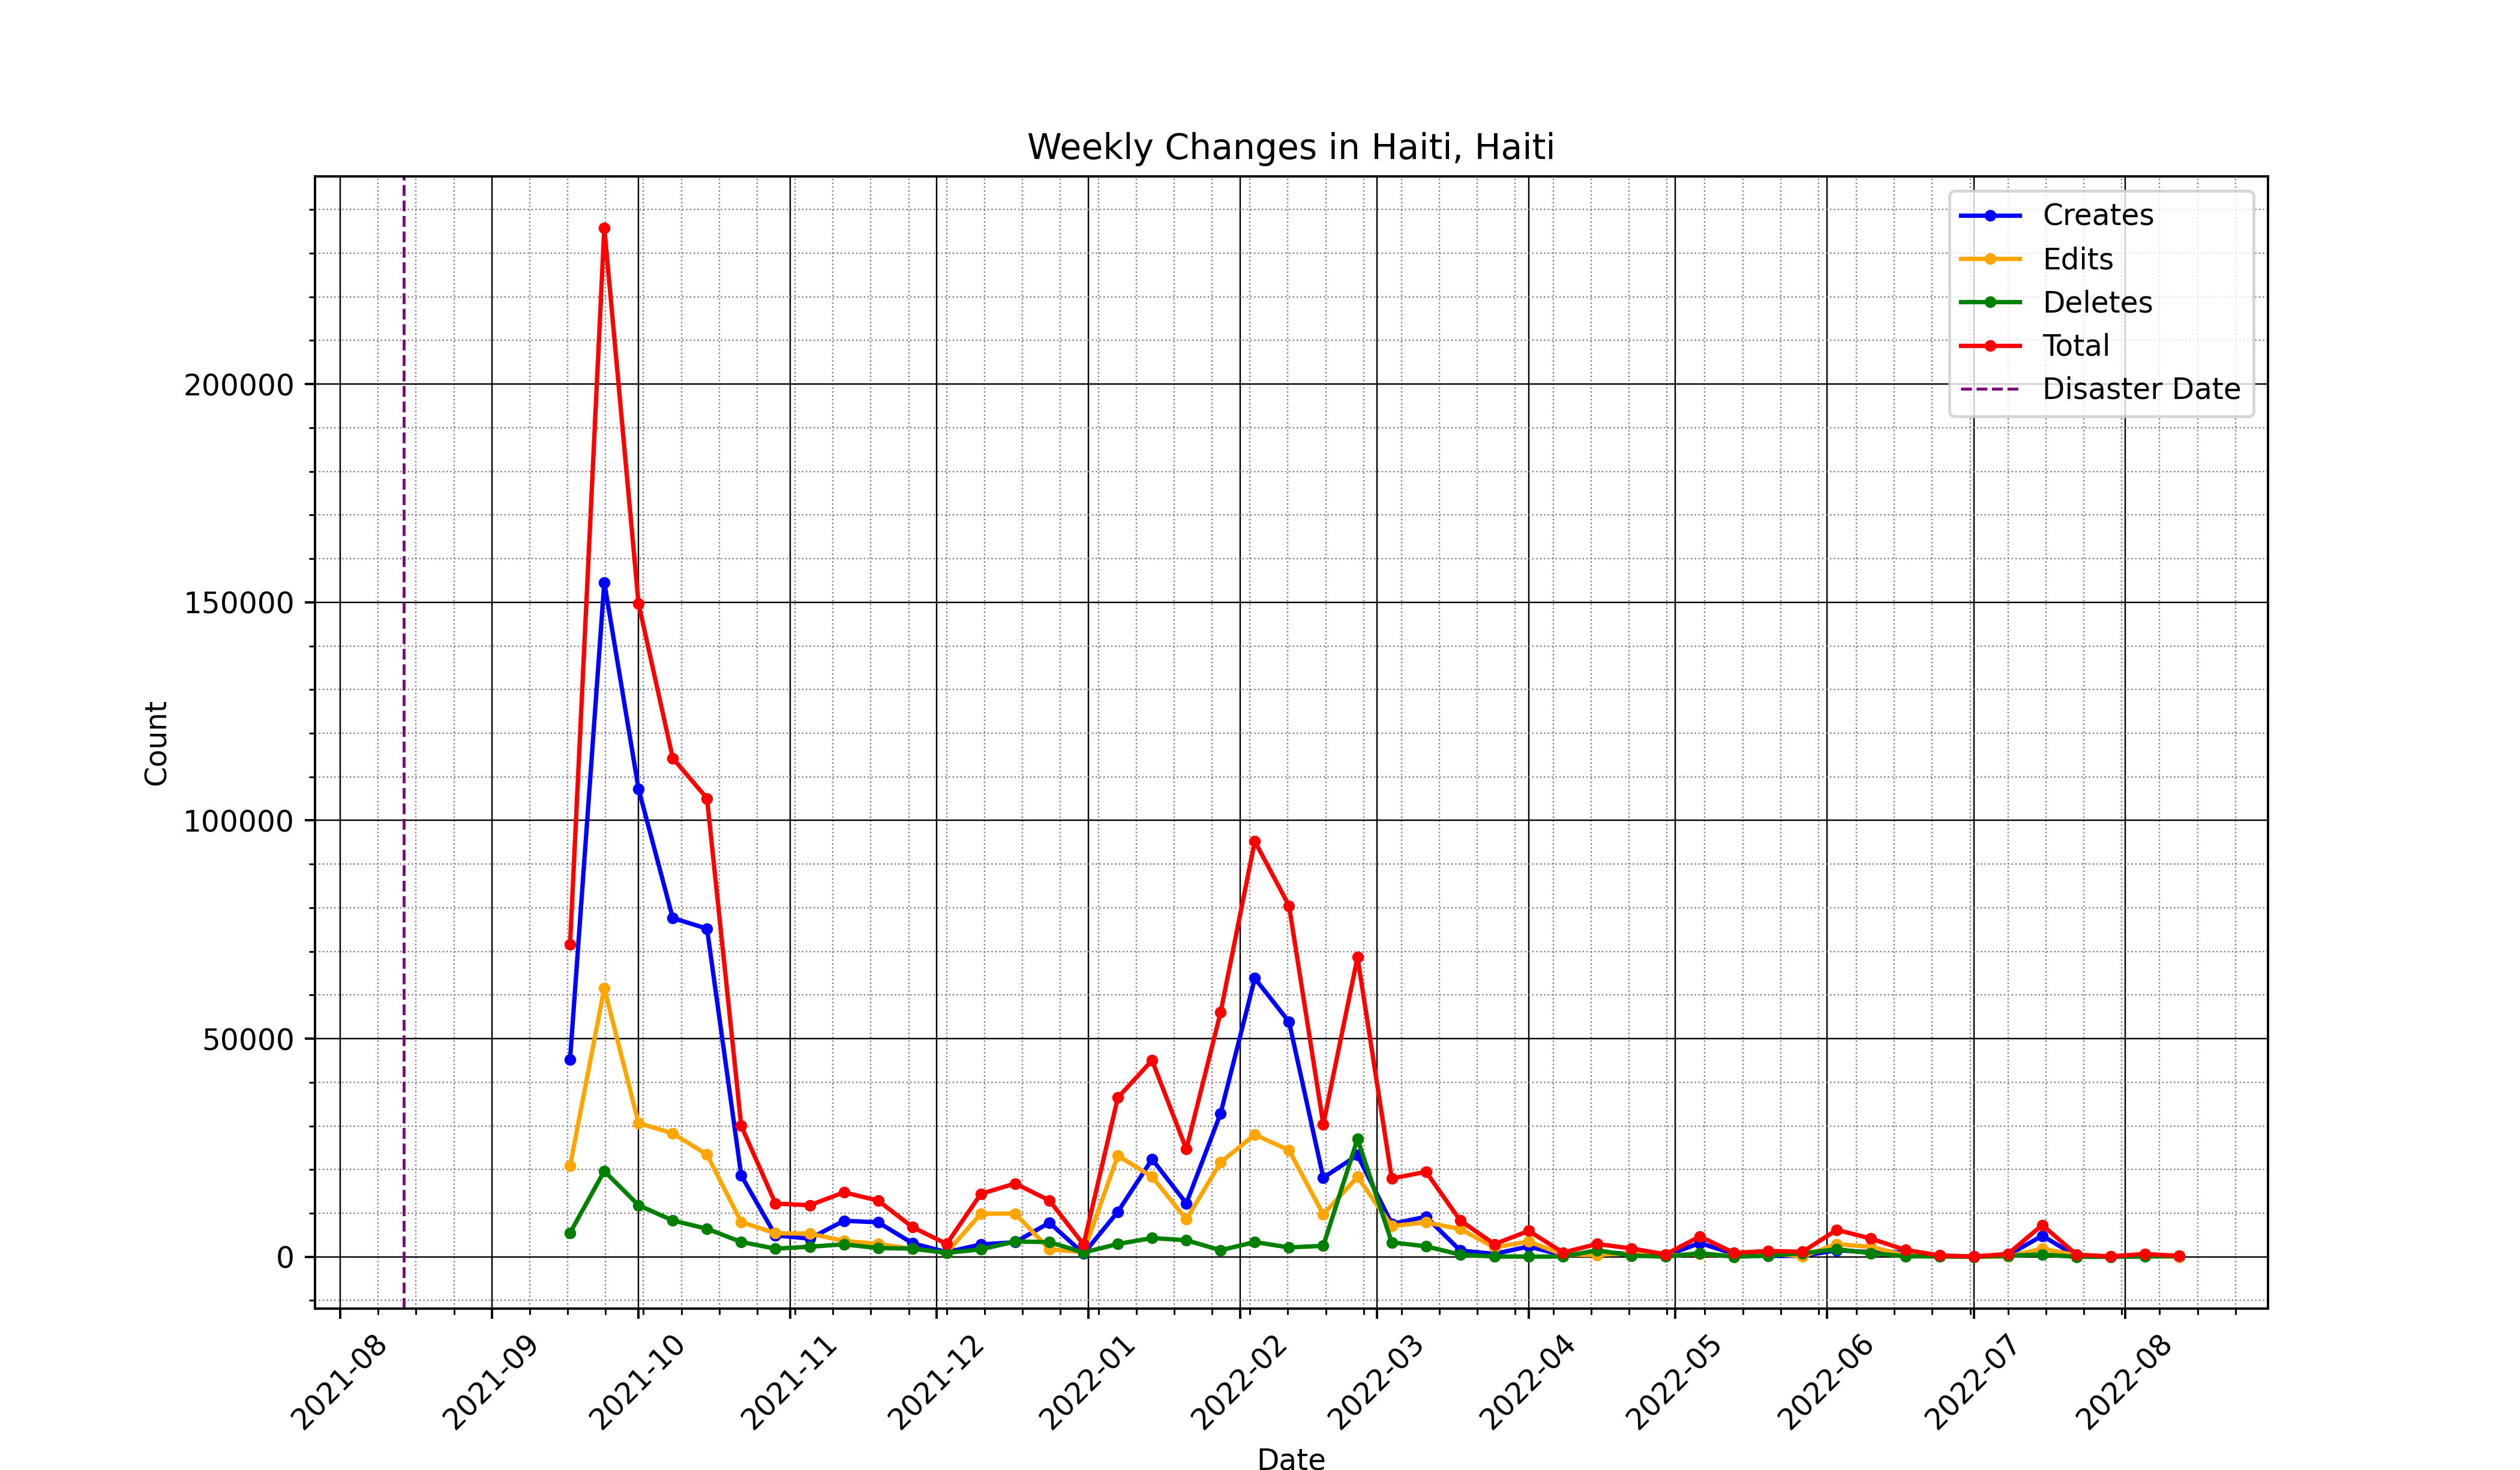 Weekly Changes in Haiti, Haiti
Creates
Edits
Deletes
Total
Disaster Date
200000
150000
100000
50000
0
Count
2021-08
2021-09
2021-10
2021-11
2021-12
2022-01
2022-02
2022-03
2022-04
2022-05
2022-06
2022-07
2022-08
Date